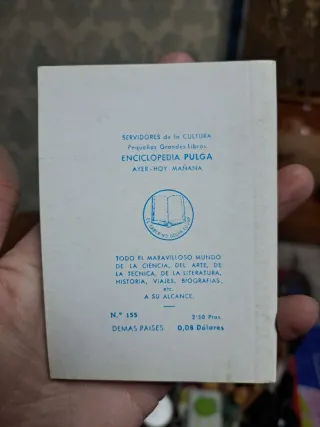 SERVIDORES de la CULTURA
Pequeños Grandes Libros
ENCICLOPEDIA PULGA
AYER - HOY MAÑANA
TODO EL MARAVILLOSO MUNDO
DE LA CIENCIA, DEL ARTE, DE
LA TECNICA, DE LA LITERATURA,
HISTORIA, VIAJES, BIOGRAFIAS,
etc.
A SU ALCANCE.
N.º 155 2'50 Ptas.
DEMAS PAISES 0,08 Dólares